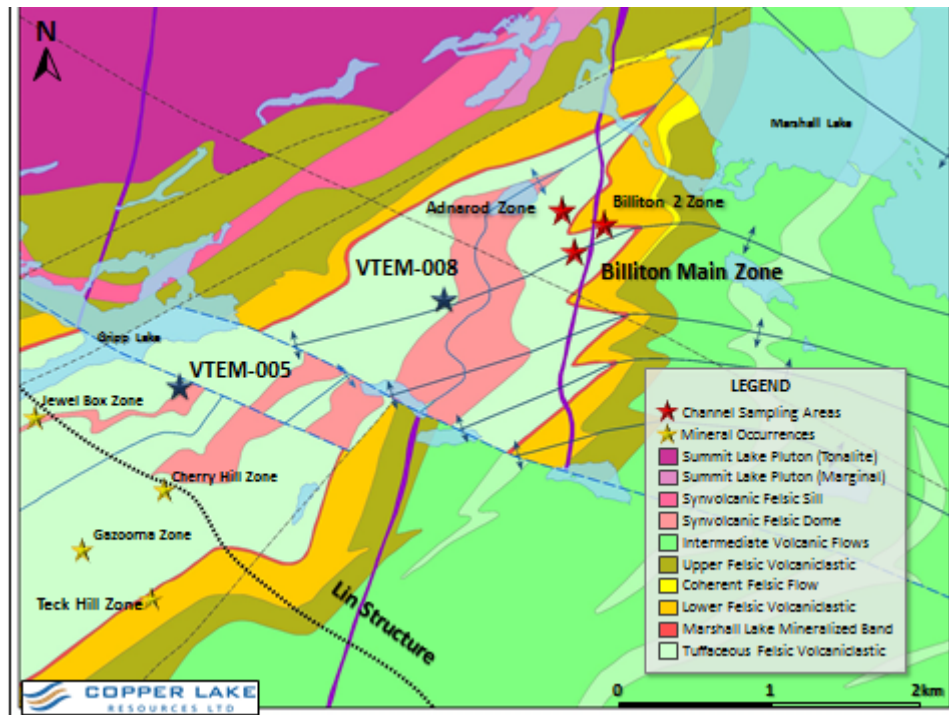 N
Marshall Lake
Adnarod Zone
Billiton 2 Zone
VTEM-008
Billiton Main Zone
Gripp Lake
VTEM-005
Jewel Box Zone
Cherry Hill Zone
Gazooma Zone
Teck Hill Zone
Lin Structure
LEGEND
Channel Sampling Areas
Mineral Occurrences
Summit Lake Pluton (Tonalite)
Summit Lake Pluton (Marginal)
Synvolcanic Felsic Sill
Synvolcanic Felsic Dome
Intermediate Volcanic Flows
Upper Felsic Volcaniclastic
Coherent Felsic Flow
Lower Felsic Volcaniclastic
Marshall Lake Mineralized Band
Tuffaceous Felsic Volcaniclastic
0 1 2km
COPPER LAKE
RESOURCES LTD